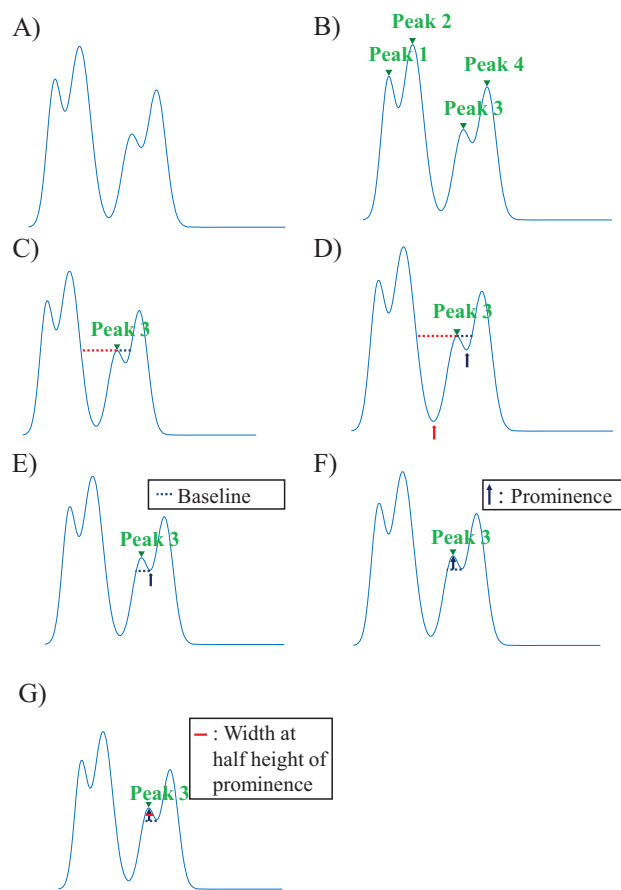 A)
B)
Peak 2
Peak 1
Peak 4
Peak 3
C)
D)
Peak 3
Peak 3
E)
F)
Baseline
: Prominence
Peak 3
Peak 3
G)
: Width at
half height of
prominence
Peak 3